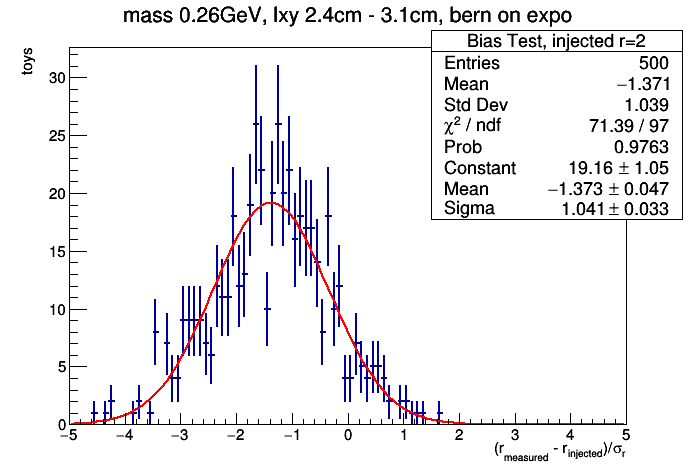 mass 0.26GeV, lxy 2.4cm - 3.1cm, bern on expo
toys
Bias Test, injected r=2
Entries 500
Mean −1.371
Std Dev 1.039
χ² / ndf 71.39 / 97
Prob 0.9763
Constant 19.16 ± 1.05
Mean −1.373 ± 0.047
Sigma 1.041 ± 0.033
30
25
20
15
10
5
0
−5 −4 −3 −2 −1 0 1 2 3 4 5
(r_measured - r_injected)/σ_r